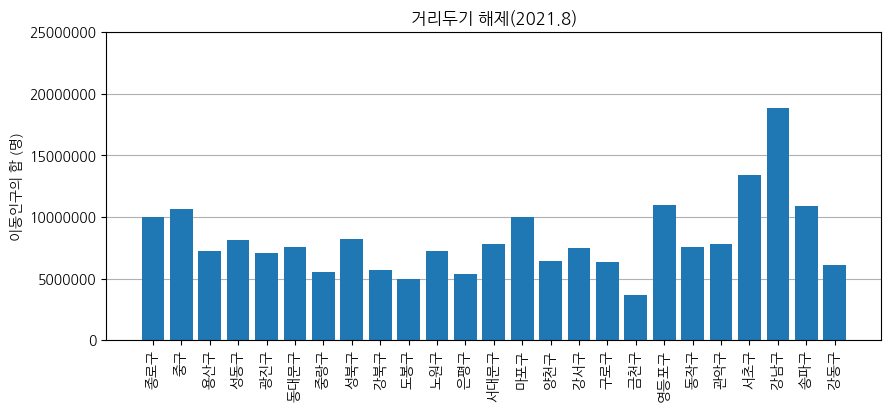 거리두기 해제(2021.8)
이동인구의 합 (명)
25000000
20000000
15000000
10000000
5000000
0
종로구
중구
용산구
성동구
광진구
동대문구
중랑구
성북구
강북구
도봉구
노원구
은평구
서대문구
마포구
양천구
강서구
구로구
금천구
영등포구
동작구
관악구
서초구
강남구
송파구
강동구